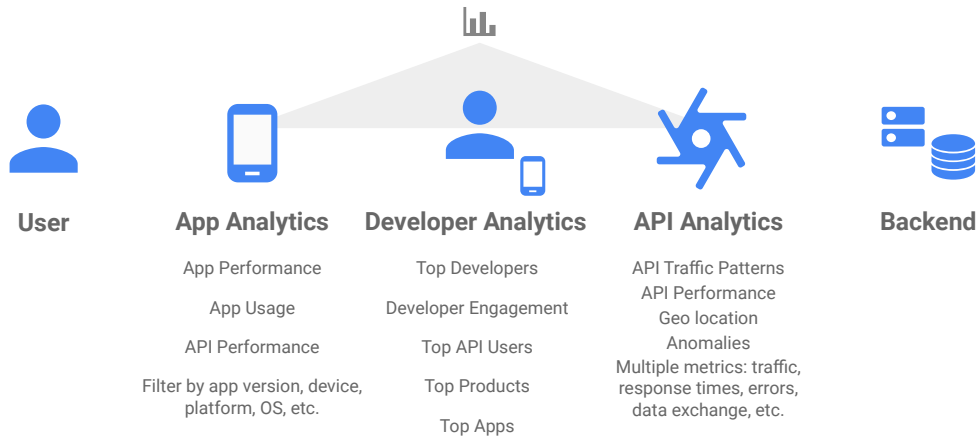 User
App Analytics
App Performance
App Usage
API Performance
Filter by app version, device,
platform, OS, etc.
Developer Analytics
Top Developers
Developer Engagement
Top API Users
Top Products
Top Apps
API Analytics
API Traffic Patterns
API Performance
Geo location
Anomalies
Multiple metrics: traffic,
response times, errors,
data exchange, etc.
Backend